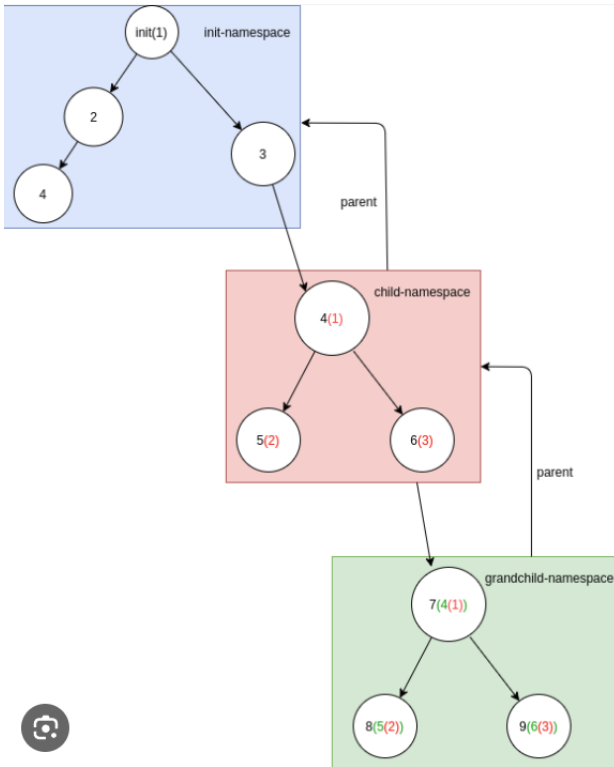 init(1)
init-namespace
2
3
4
parent
child-namespace
4(1)
5(2)
6(3)
parent
grandchild-namespace
7(4(1))
8(5(2))
9(6(3))